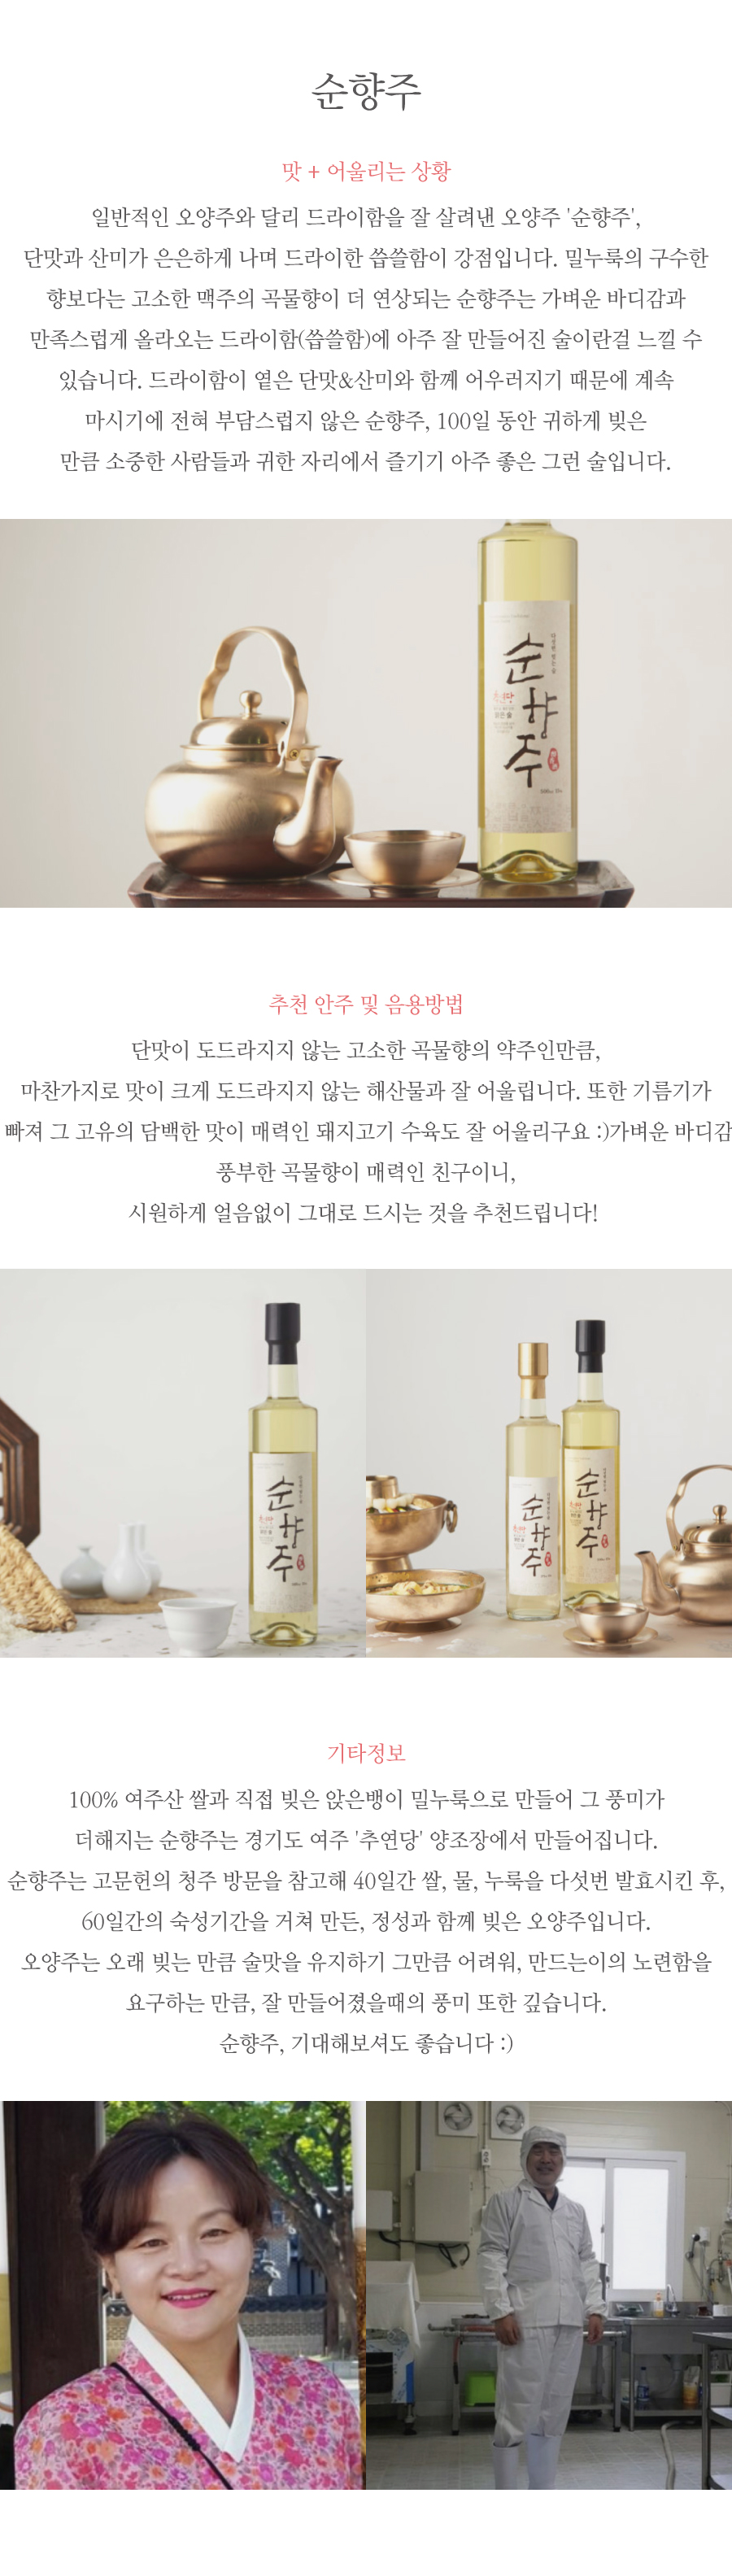 순향주
맛 + 어울리는 상황
일반적인 오양주와 달리 드라이함을 잘 살려낸 오양주 '순향주',
단맛과 산미가 은은하게 나며 드라이한 씁쓸함이 강점입니다. 밀누룩의 구수한
향보다는 고소한 맥주의 곡물향이 더 연상되는 순향주는 가벼운 바디감과
만족스럽게 올라오는 드라이함(씁쓸함)에 아주 잘 만들어진 술이란걸 느낄 수
있습니다. 드라이함이 옅은 단맛&산미와 함께 어우러지기 때문에 계속
마시기에 전혀 부담스럽지 않은 순향주, 100일 동안 귀하게 빚은
만큼 소중한 사람들과 귀한 자리에서 즐기기 아주 좋은 그런 술입니다.
다섯번 빚는 술
순향주
추연당
맑은 술
추천 안주 및 음용방법
단맛이 도드라지지 않는 고소한 곡물향의 약주인만큼,
마찬가지로 맛이 크게 도드라지지 않는 해산물과 잘 어울립니다. 또한 기름기가
빠져 그 고유의 담백한 맛이 매력인 돼지고기 수육도 잘 어울리구요 :)가벼운 바디감
풍부한 곡물향이 매력인 친구이니,
시원하게 얼음없이 그대로 드시는 것을 추천드립니다!
순향주
순향주
순향주
기타정보
100% 여주산 쌀과 직접 빚은 앉은뱅이 밀누룩으로 만들어 그 풍미가
더해지는 순향주는 경기도 여주 '추연당' 양조장에서 만들어집니다.
순향주는 고문헌의 청주 방문을 참고해 40일간 쌀, 물, 누룩을 다섯번 발효시킨 후,
60일간의 숙성기간을 거쳐 만든, 정성과 함께 빚은 오양주입니다.
오양주는 오래 빚는 만큼 술맛을 유지하기 그만큼 어려워, 만드는이의 노련함을
요구하는 만큼, 잘 만들어졌을때의 풍미 또한 깊습니다.
순향주, 기대해보셔도 좋습니다 :)